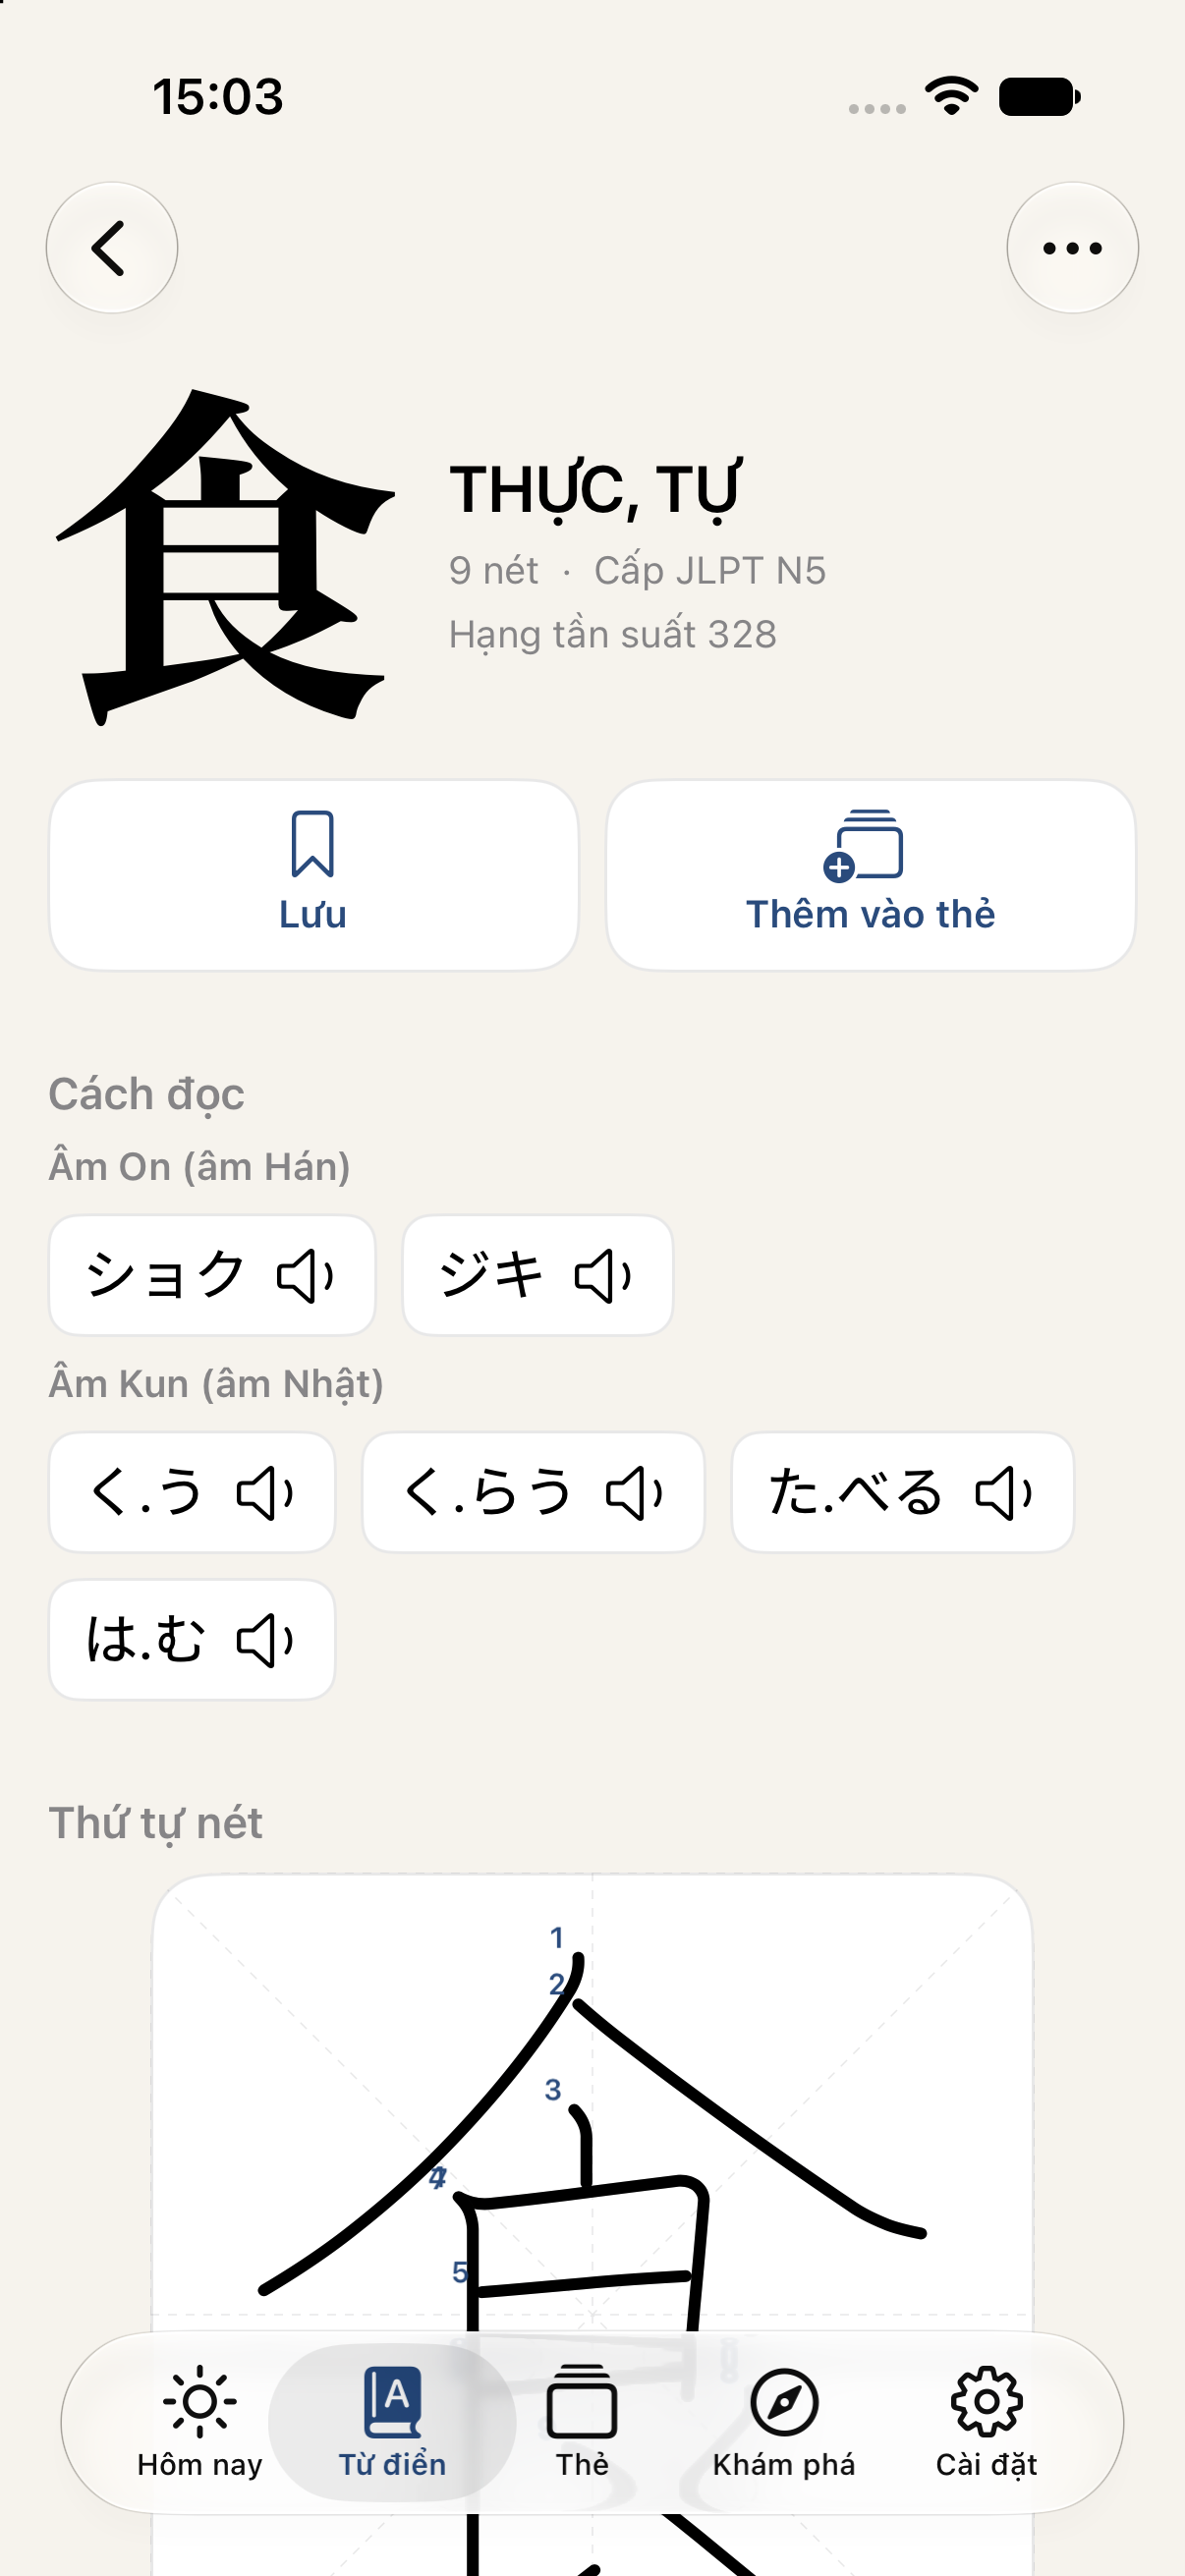 15:03
食
THỰC, TỰ
9 nét · Cấp JLPT N5
Hạng tần suất 328
Lưu
Thêm vào thẻ
Cách đọc
Âm On (âm Hán)
ショク
ジキ
Âm Kun (âm Nhật)
く.う
く.らう
た.べる
は.む
Thứ tự nét
1
2
3
5
Hôm nay
Từ điển
Thẻ
Khám phá
Cài đặt